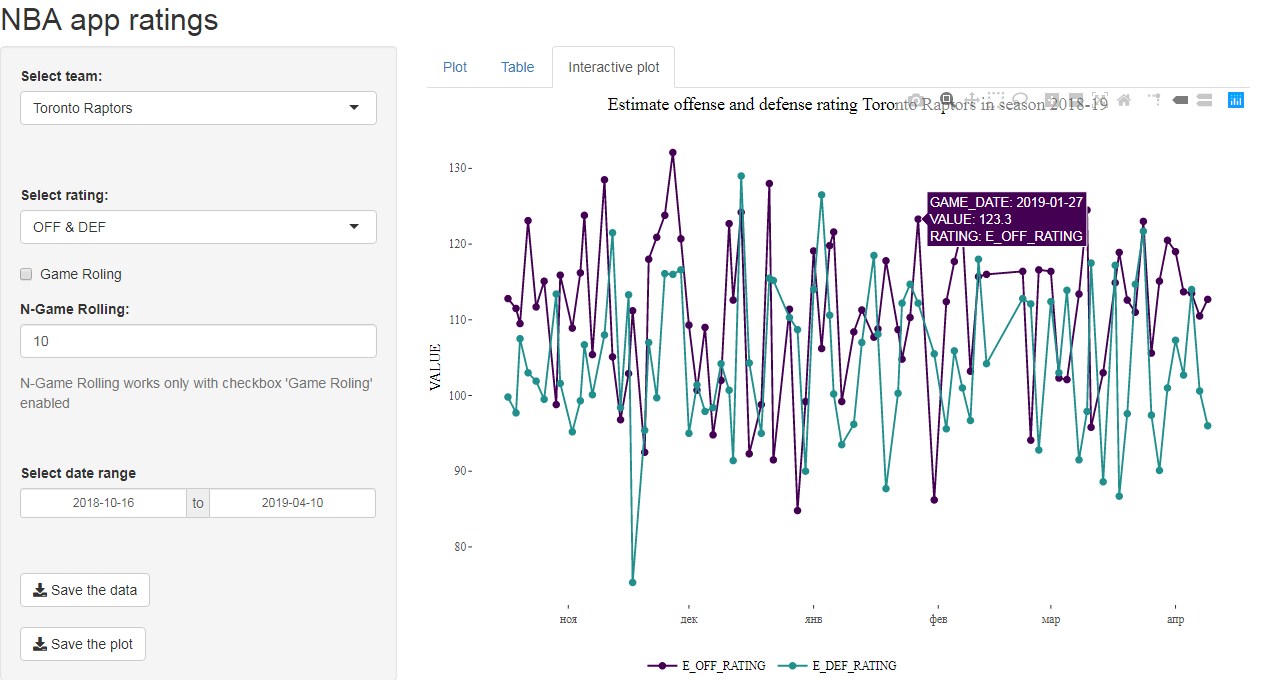 NBA app ratings
Select team:
Toronto Raptors
Select rating:
OFF & DEF
Game Roling
N-Game Rolling:
10
N-Game Rolling works only with checkbox 'Game Roling'
enabled
Select date range
2018-10-16 to 2019-04-10
Save the data
Save the plot
Plot Table Interactive plot
Estimate offense and defense rating Toronto Raptors in season 2018-19
GAME_DATE: 2019-01-27
VALUE: 123.3
RATING: E_OFF_RATING
130
120
110
100
90
80
VALUE
ноя дек янв фев мар апр
E_OFF_RATING E_DEF_RATING